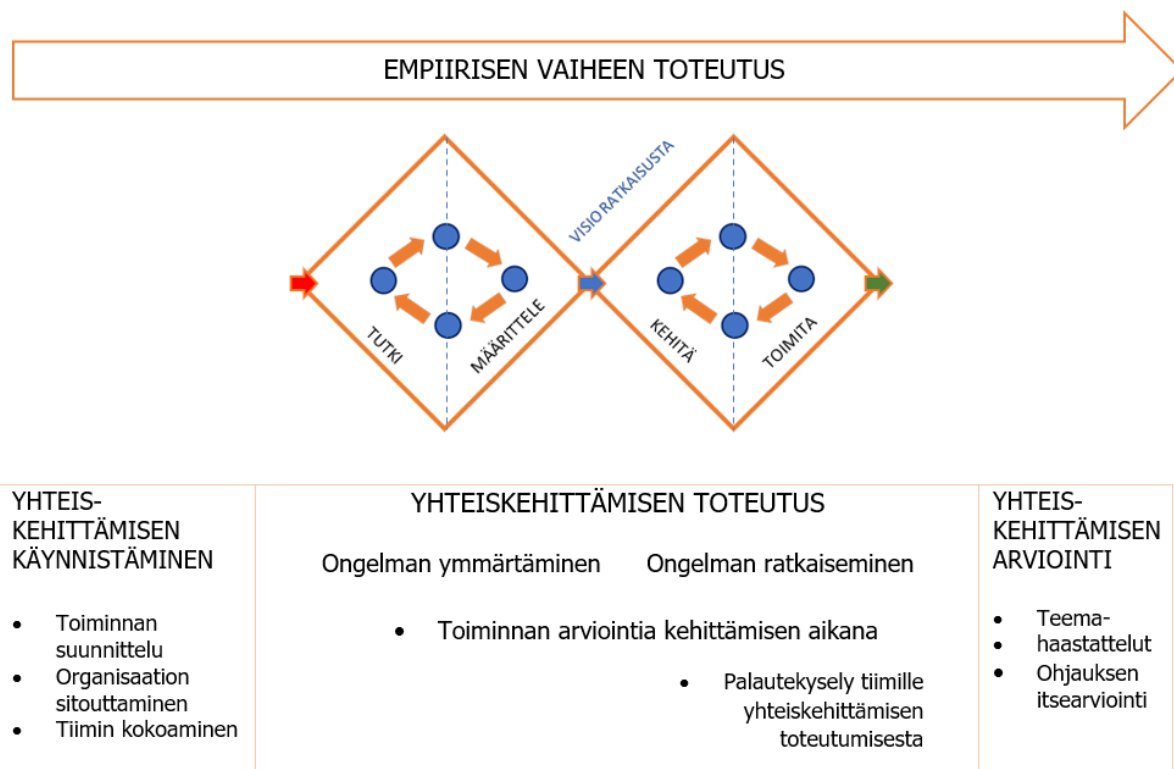 EMPIIRISEN VAIHEEN TOTEUTUS
VISIO RATKAISUSTA
TUTKI
MÄÄRITTELE
KEHITÄ
TOIMITA
YHTEIS-
KEHITTÄMISEN
KÄYNNISTÄMINEN
• Toiminnan
suunnittelu
• Organisaation
sitouttaminen
• Tiimin kokoaminen
YHTEISKEHITTÄMISEN TOTEUTUS
Ongelman ymmärtäminen Ongelman ratkaiseminen
• Toiminnan arviointia kehittämisen aikana
• Palautekysely tiimille
yhteiskehittämisen
toteutumisesta
YHTEIS-
KEHITTÄMISEN
ARVIOINTI
• Teema-
• haastattelut
• Ohjauksen
itsearviointi